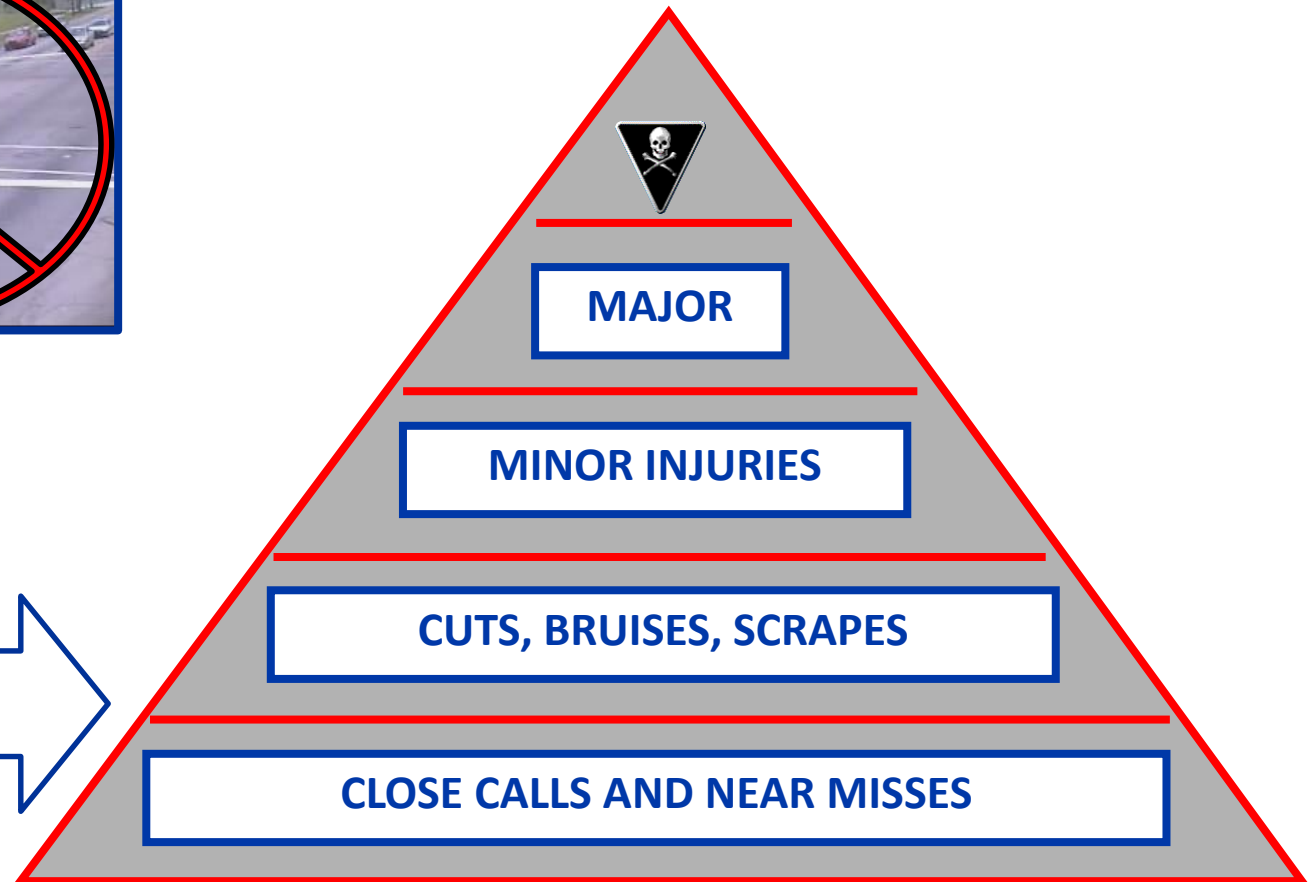 MAJOR
MINOR INJURIES
CUTS, BRUISES, SCRAPES
CLOSE CALLS AND NEAR MISSES